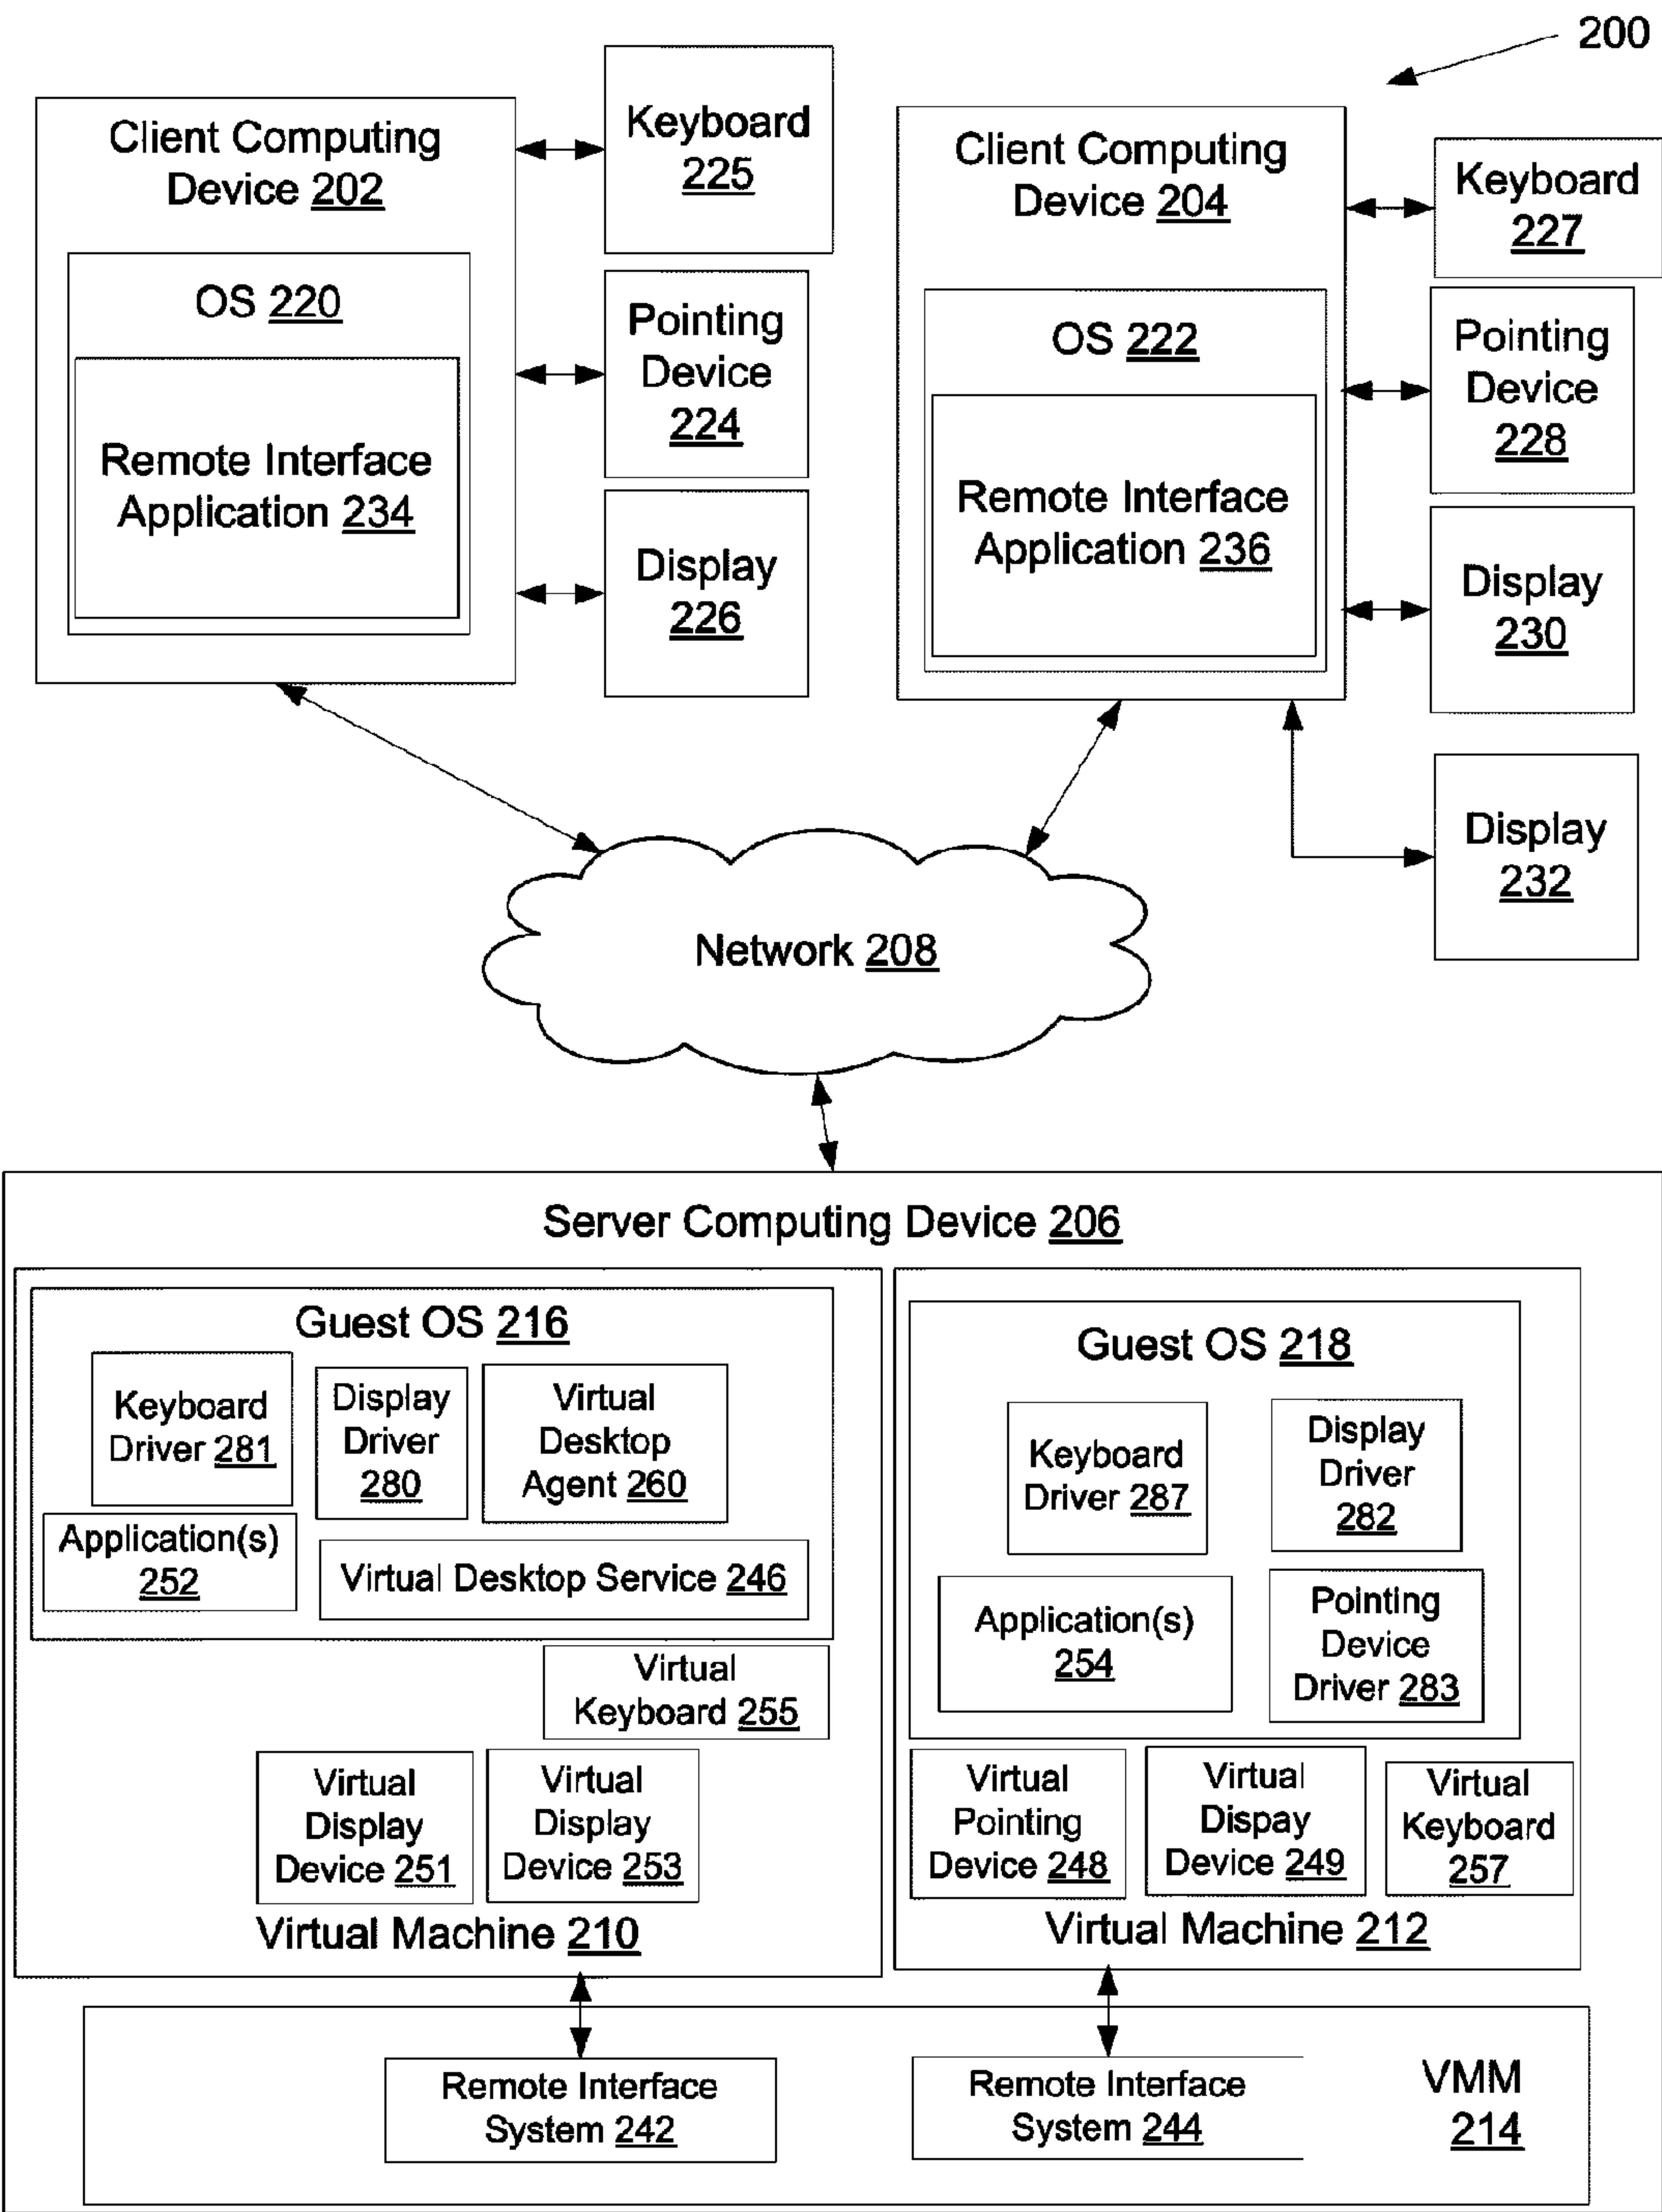 200
Client Computing
Device 202
OS 220
Remote Interface
Application 234
Keyboard
225
Pointing
Device
224
Display
226
Client Computing
Device 204
OS 222
Remote Interface
Application 236
Keyboard
227
Pointing
Device
228
Display
230
Display
232
Network 208
Server Computing Device 206
Guest OS 216
Keyboard
Driver 281
Display
Driver
280
Virtual
Desktop
Agent 260
Application(s)
252
Virtual Desktop Service 246
Virtual
Keyboard 255
Virtual
Display
Device 251
Virtual
Display
Device 253
Virtual Machine 210
Guest OS 218
Keyboard
Driver 287
Display
Driver
282
Application(s)
254
Pointing
Device
Driver 283
Virtual
Pointing
Device 248
Virtual
Dispay
Device 249
Virtual
Keyboard
257
Virtual Machine 212
Remote Interface
System 242
Remote Interface
System 244
VMM
214